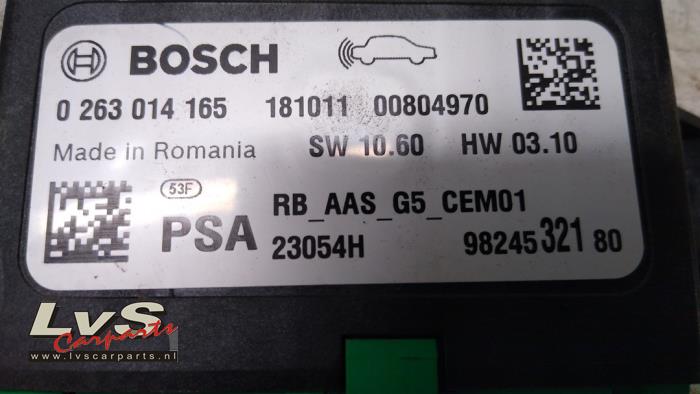 BOSCH
0 263 014 165 181011 00804970
Made in Romania SW 10.60 HW 03.10
53F
PSA
RB_AAS_G5_CEM01
23054H 98245 321 80
LvS
Carparts
www.lvscarparts.nl